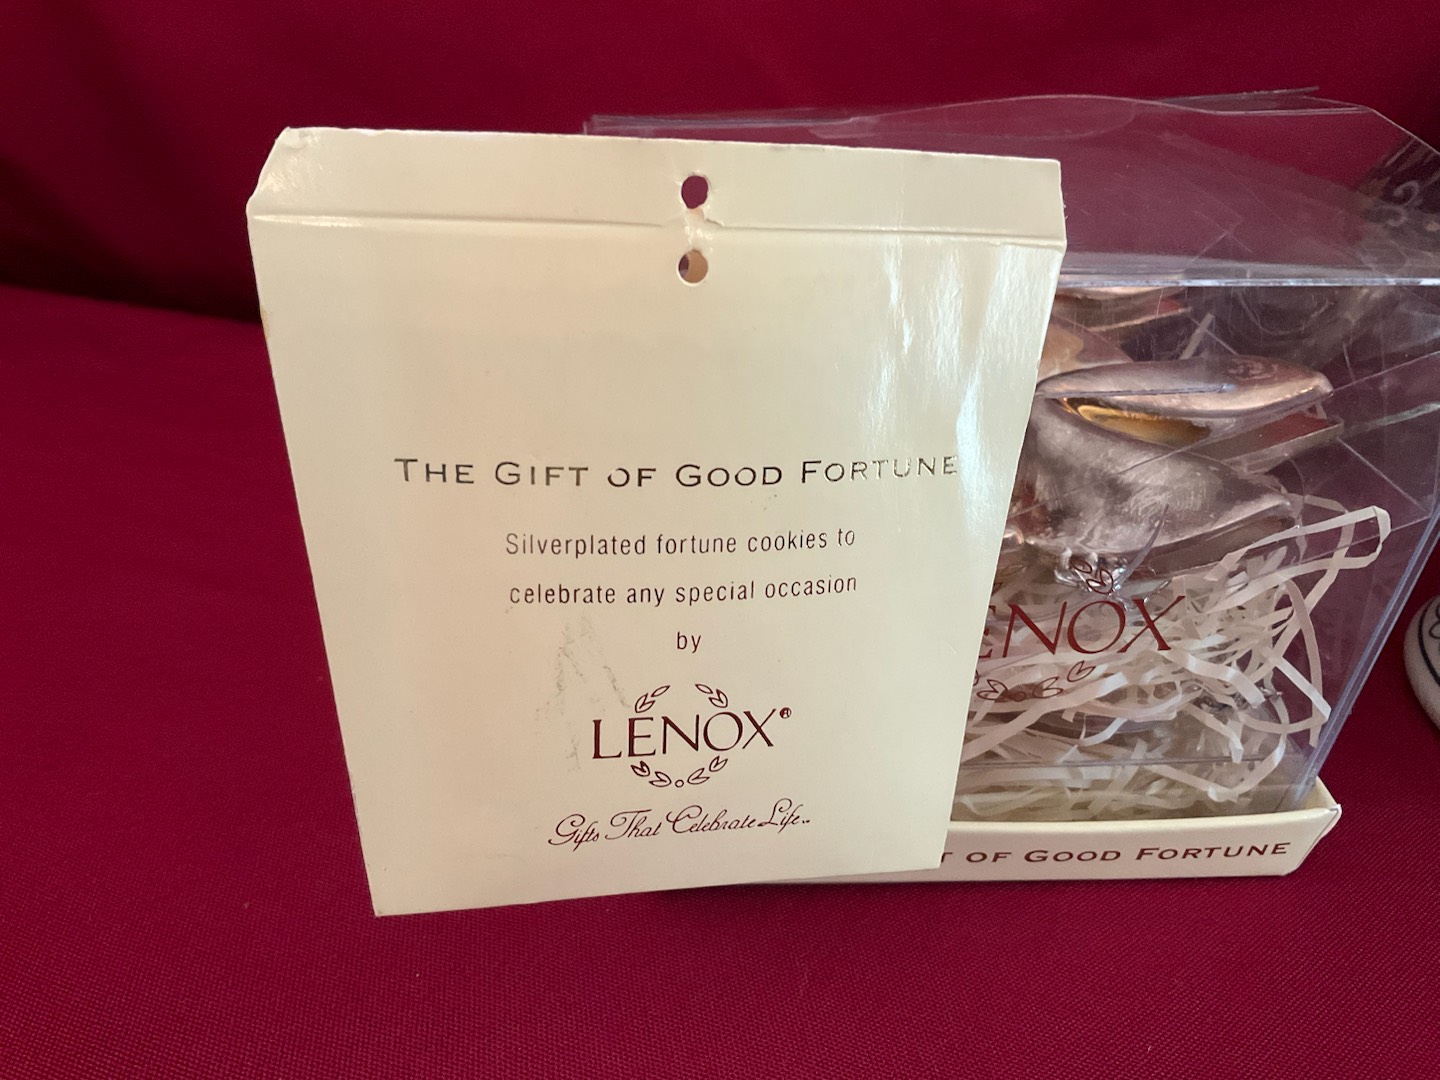 THE GIFT OF GOOD FORTUNE
Silverplated fortune cookies to
celebrate any special occasion
by
LENOX®
Gifts That Celebrate Life..
LENOX
T OF GOOD FORTUNE